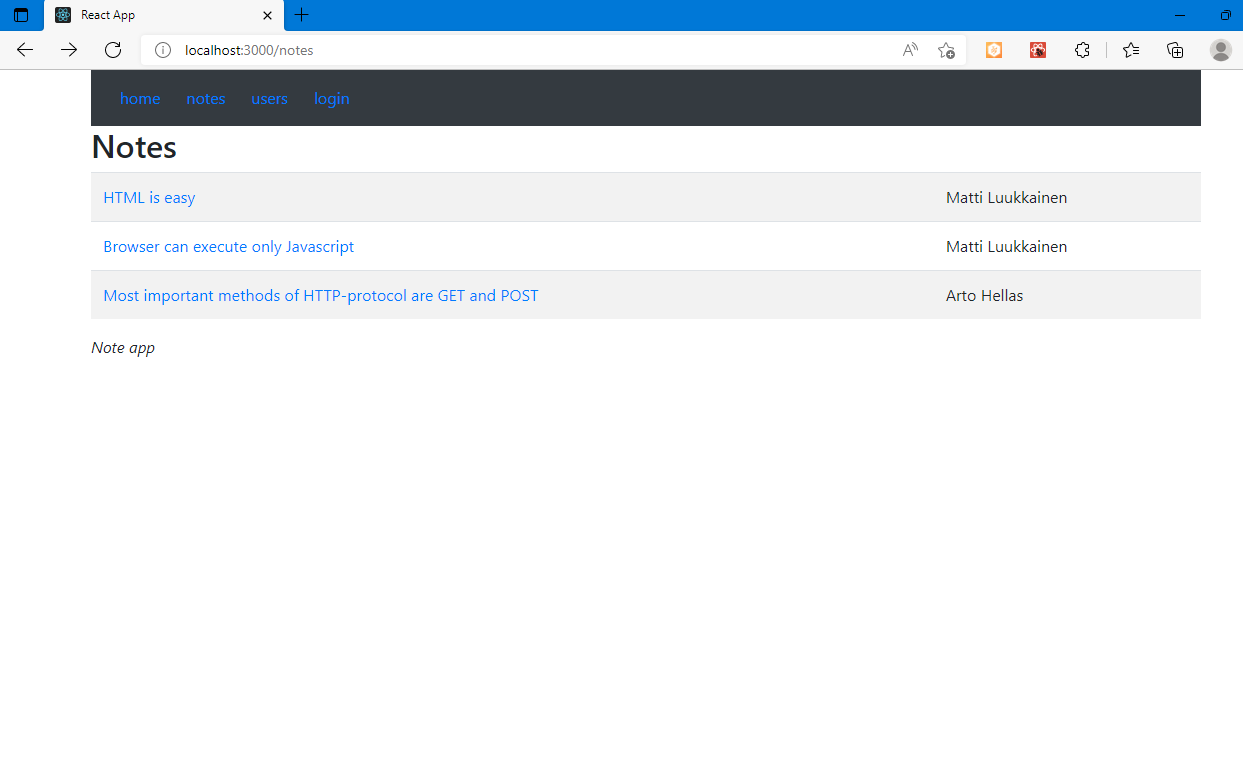 React App
localhost:3000/notes
home notes users login
Notes
HTML is easy Matti Luukkainen
Browser can execute only Javascript Matti Luukkainen
Most important methods of HTTP-protocol are GET and POST Arto Hellas
Note app